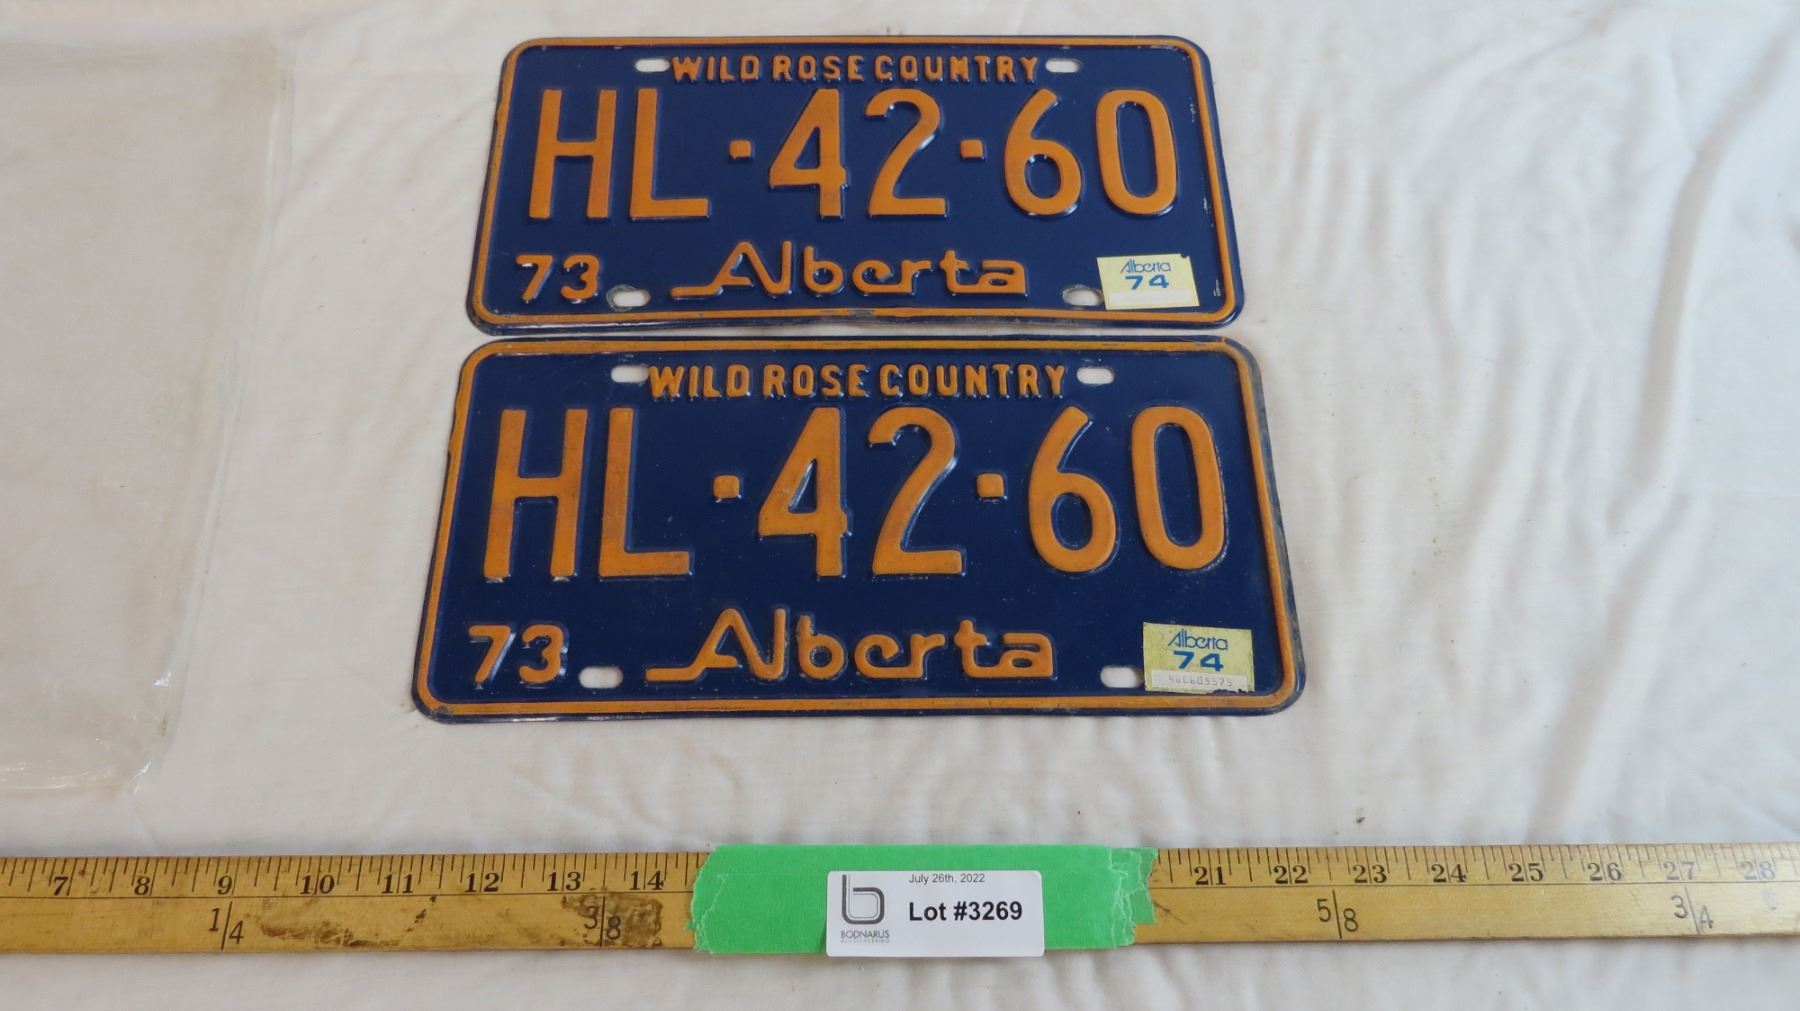 WILD ROSE COUNTRY
HL·42·60
73 Alberta
Alberta
74
WILD ROSE COUNTRY
HL·42·60
73 Alberta
Alberta
74
7 8 9 10 11 12 13 14 21 22 23 24 25 26 27 28
1/4 3/8 5/8 3/4
July 26th, 2022
Lot #3269
b
BODNARUS
AUCTIONEERING